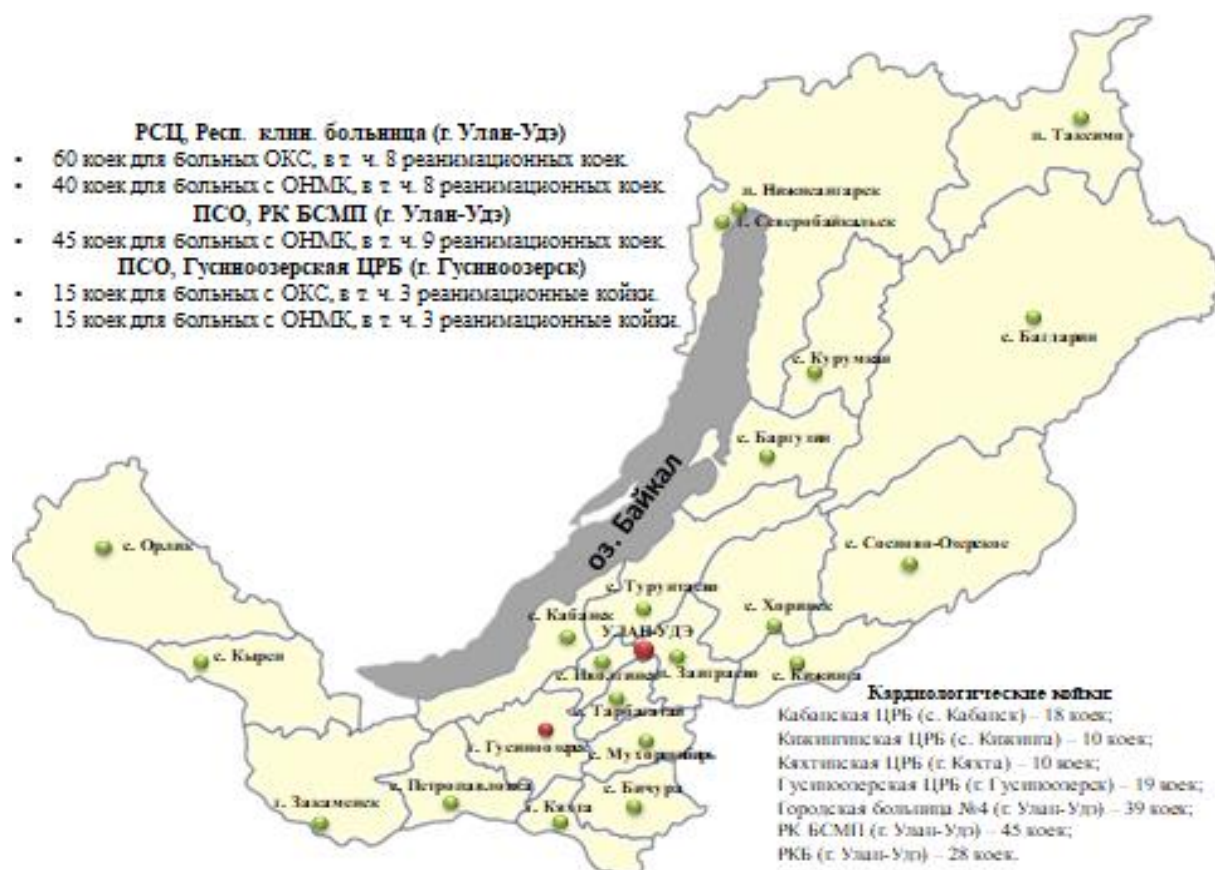 РСЦ, Респ. клин. больница (г. Улан-Удэ)
• 60 коек для больных ОКС, в т. ч. 8 реанимационных коек.
• 40 коек для больных с ОНМК, в т. ч. 8 реанимационных коек.
ПСО, РК БСМП (г. Улан-Удэ)
• 45 коек для больных с ОНМК, в т. ч. 9 реанимационных коек.
ПСО, Гусиноозерская ЦРБ (г. Гусиноозерск)
• 15 коек для больных с ОКС, в т. ч. 3 реанимационные койки.
• 15 коек для больных с ОНМК, в т. ч. 3 реанимационные койки.
п. Таксимо
п. Нижнеангарск
г. Северобайкальск
с. Багдарин
с. Курумкан
с. Баргузин
оз. Байкал
с. Орлик
с. Сосново-Озерское
с. Турунтаево
с. Кабанск
с. Хоринск
УЛАН-УДЭ
с. Кырен
с. Иволгинск
п. Заиграево
с. Кижинга
с. Тарбагатай
г. Гусиноозерск
с. Мухоршибирь
с. Петропавловка
с. Бичура
г. Закаменск
г. Кяхта
Кардиологические койки:
Кабанская ЦРБ (с. Кабанск) – 18 коек;
Кижингинская ЦРБ (с. Кижинга) – 10 коек;
Кяхтинская ЦРБ (г. Кяхта) – 10 коек;
Гусиноозерская ЦРБ (г. Гусиноозерск) – 19 коек;
Городская больница №4 (г. Улан-Удэ) – 39 коек;
РК БСМП (г. Улан-Удэ) – 45 коек;
РКБ (г. Улан-Удэ) – 28 коек.